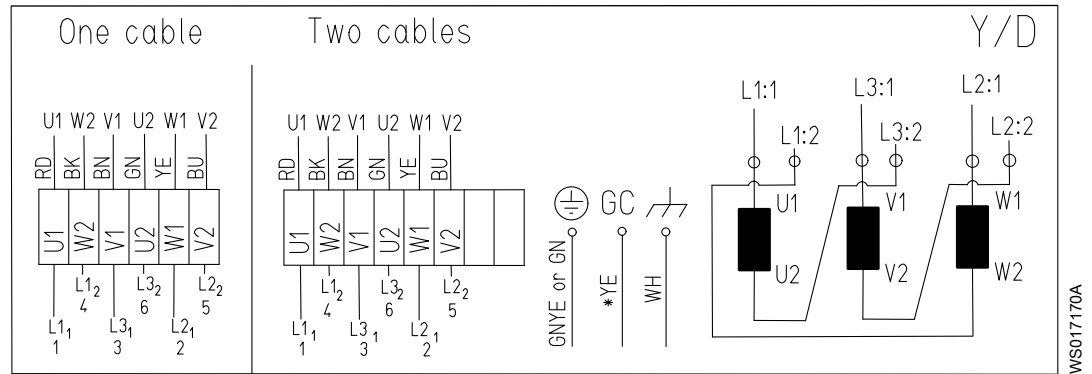 One cable
Two cables
Y/D
U1 W2 V1 U2 W1 V2
RD BK BN GN YE BU
U1 W2 V1 U2 W1 V2
L1₂ L3₂ L2₂
4 6 5
L1₁ L3₁ L2₁
1 3 2
U1 W2 V1 U2 W1 V2
RD BK BN GN YE BU
U1 W2 V1 U2 W1 V2
L1₂ L3₂ L2₂
4 6 5
L1₁ L3₁ L2₁
1 3 2
GC
GNYE or GN
*YE
WH
L1:1 L3:1 L2:1
L1:2 L3:2 L2:2
U1 V1 W1
U2 V2 W2
WS017170A